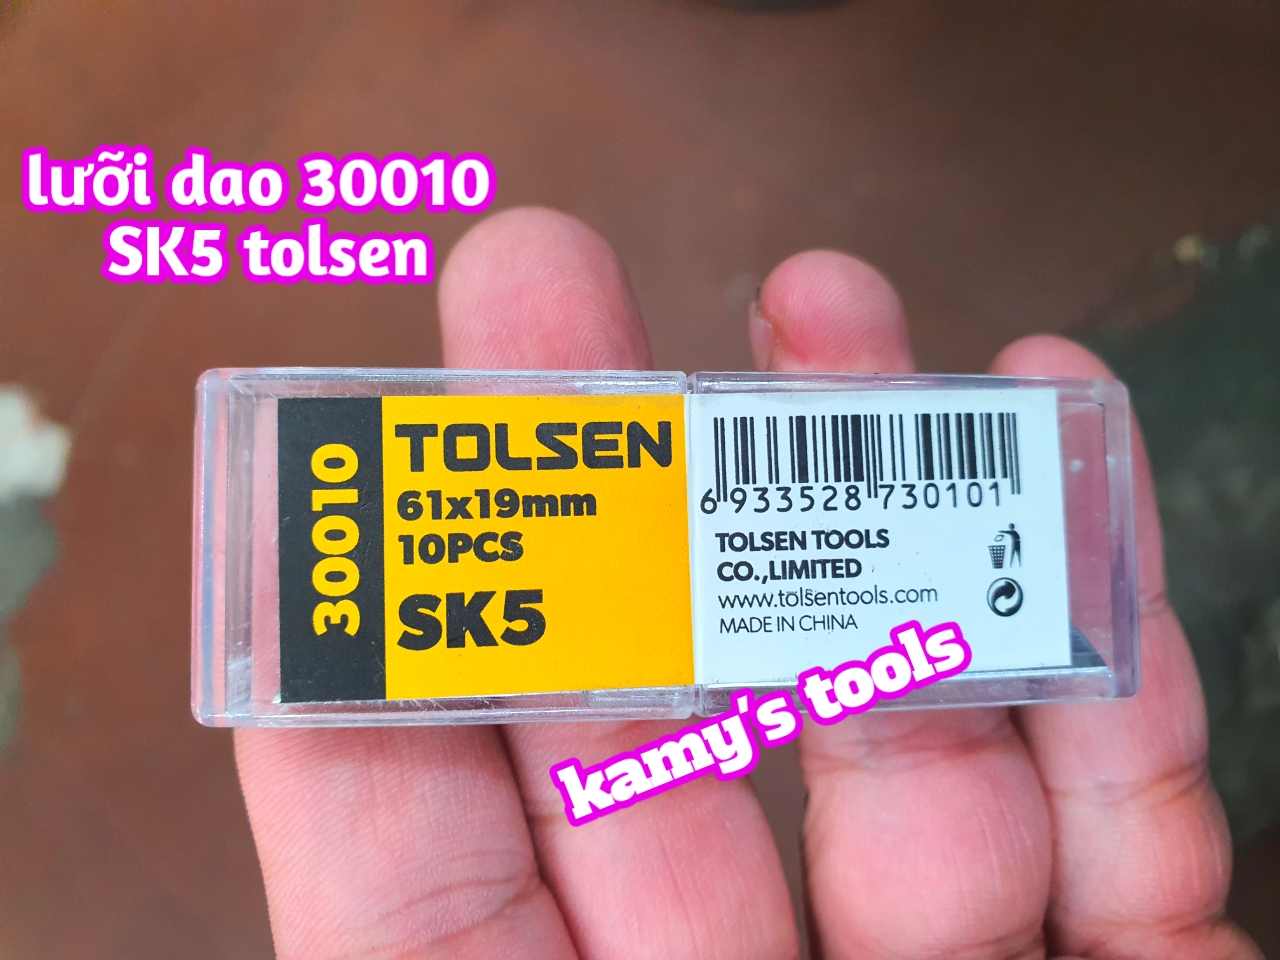 lưỡi dao 30010
SK5 tolsen
30010
TOLSEN
61x19mm
10PCS
SK5
6 933528 730101
TOLSEN TOOLS
CO.,LIMITED
www.tolsentools.com
MADE IN CHINA
kamy's tools